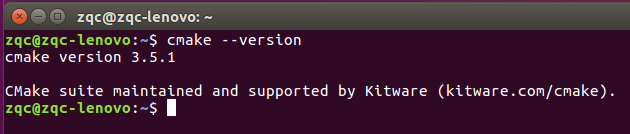 zqc@zqc-lenovo: ~
zqc@zqc-lenovo:~$ cmake --version
cmake version 3.5.1
CMake suite maintained and supported by Kitware (kitware.com/cmake).
zqc@zqc-lenovo:~$